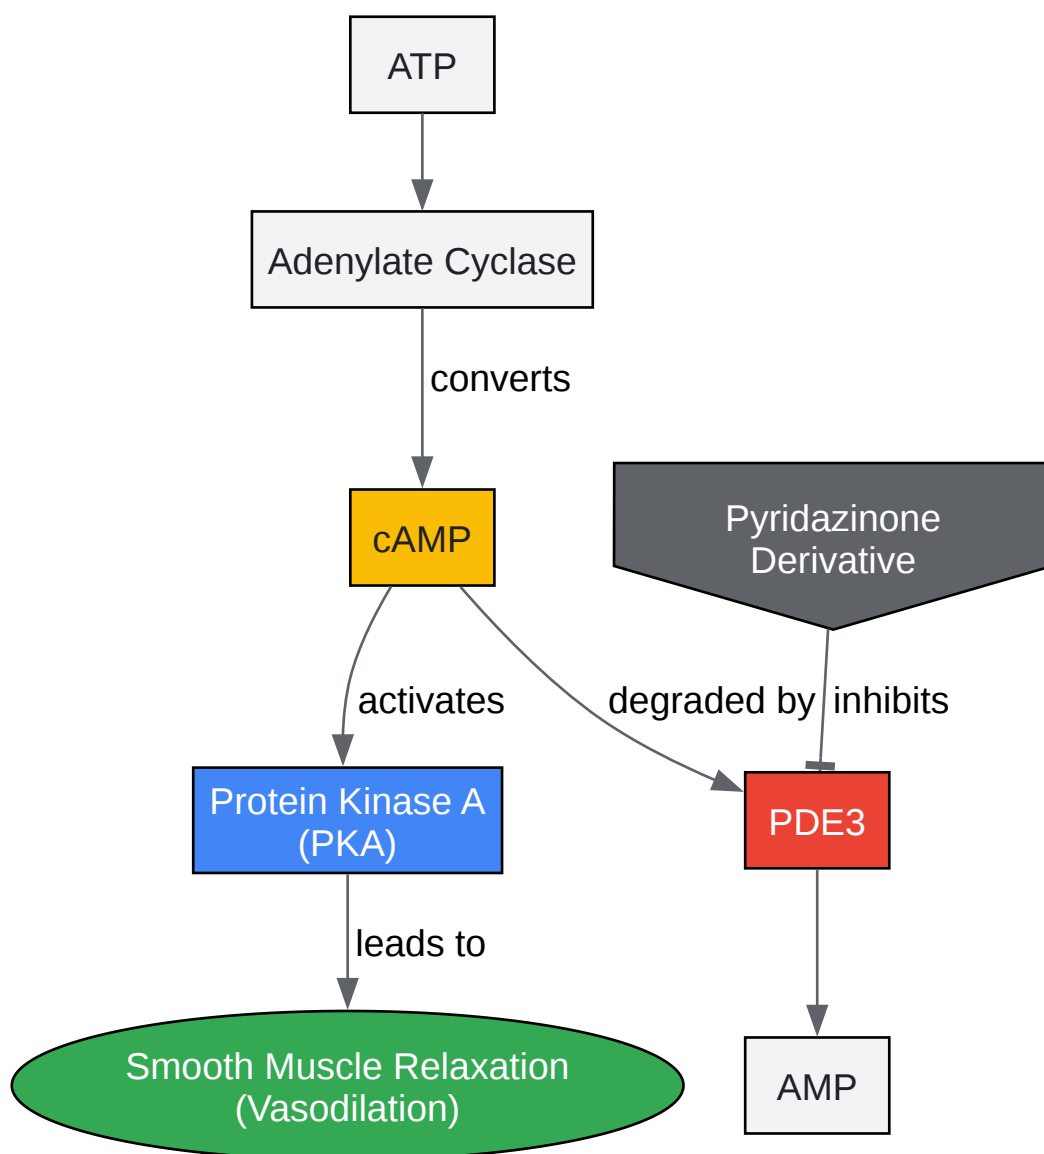 ATP
Adenylate Cyclase
converts
cAMP
Pyridazinone
Derivative
activates
degraded by
inhibits
Protein Kinase A
(PKA)
PDE3
leads to
Smooth Muscle Relaxation
(Vasodilation)
AMP